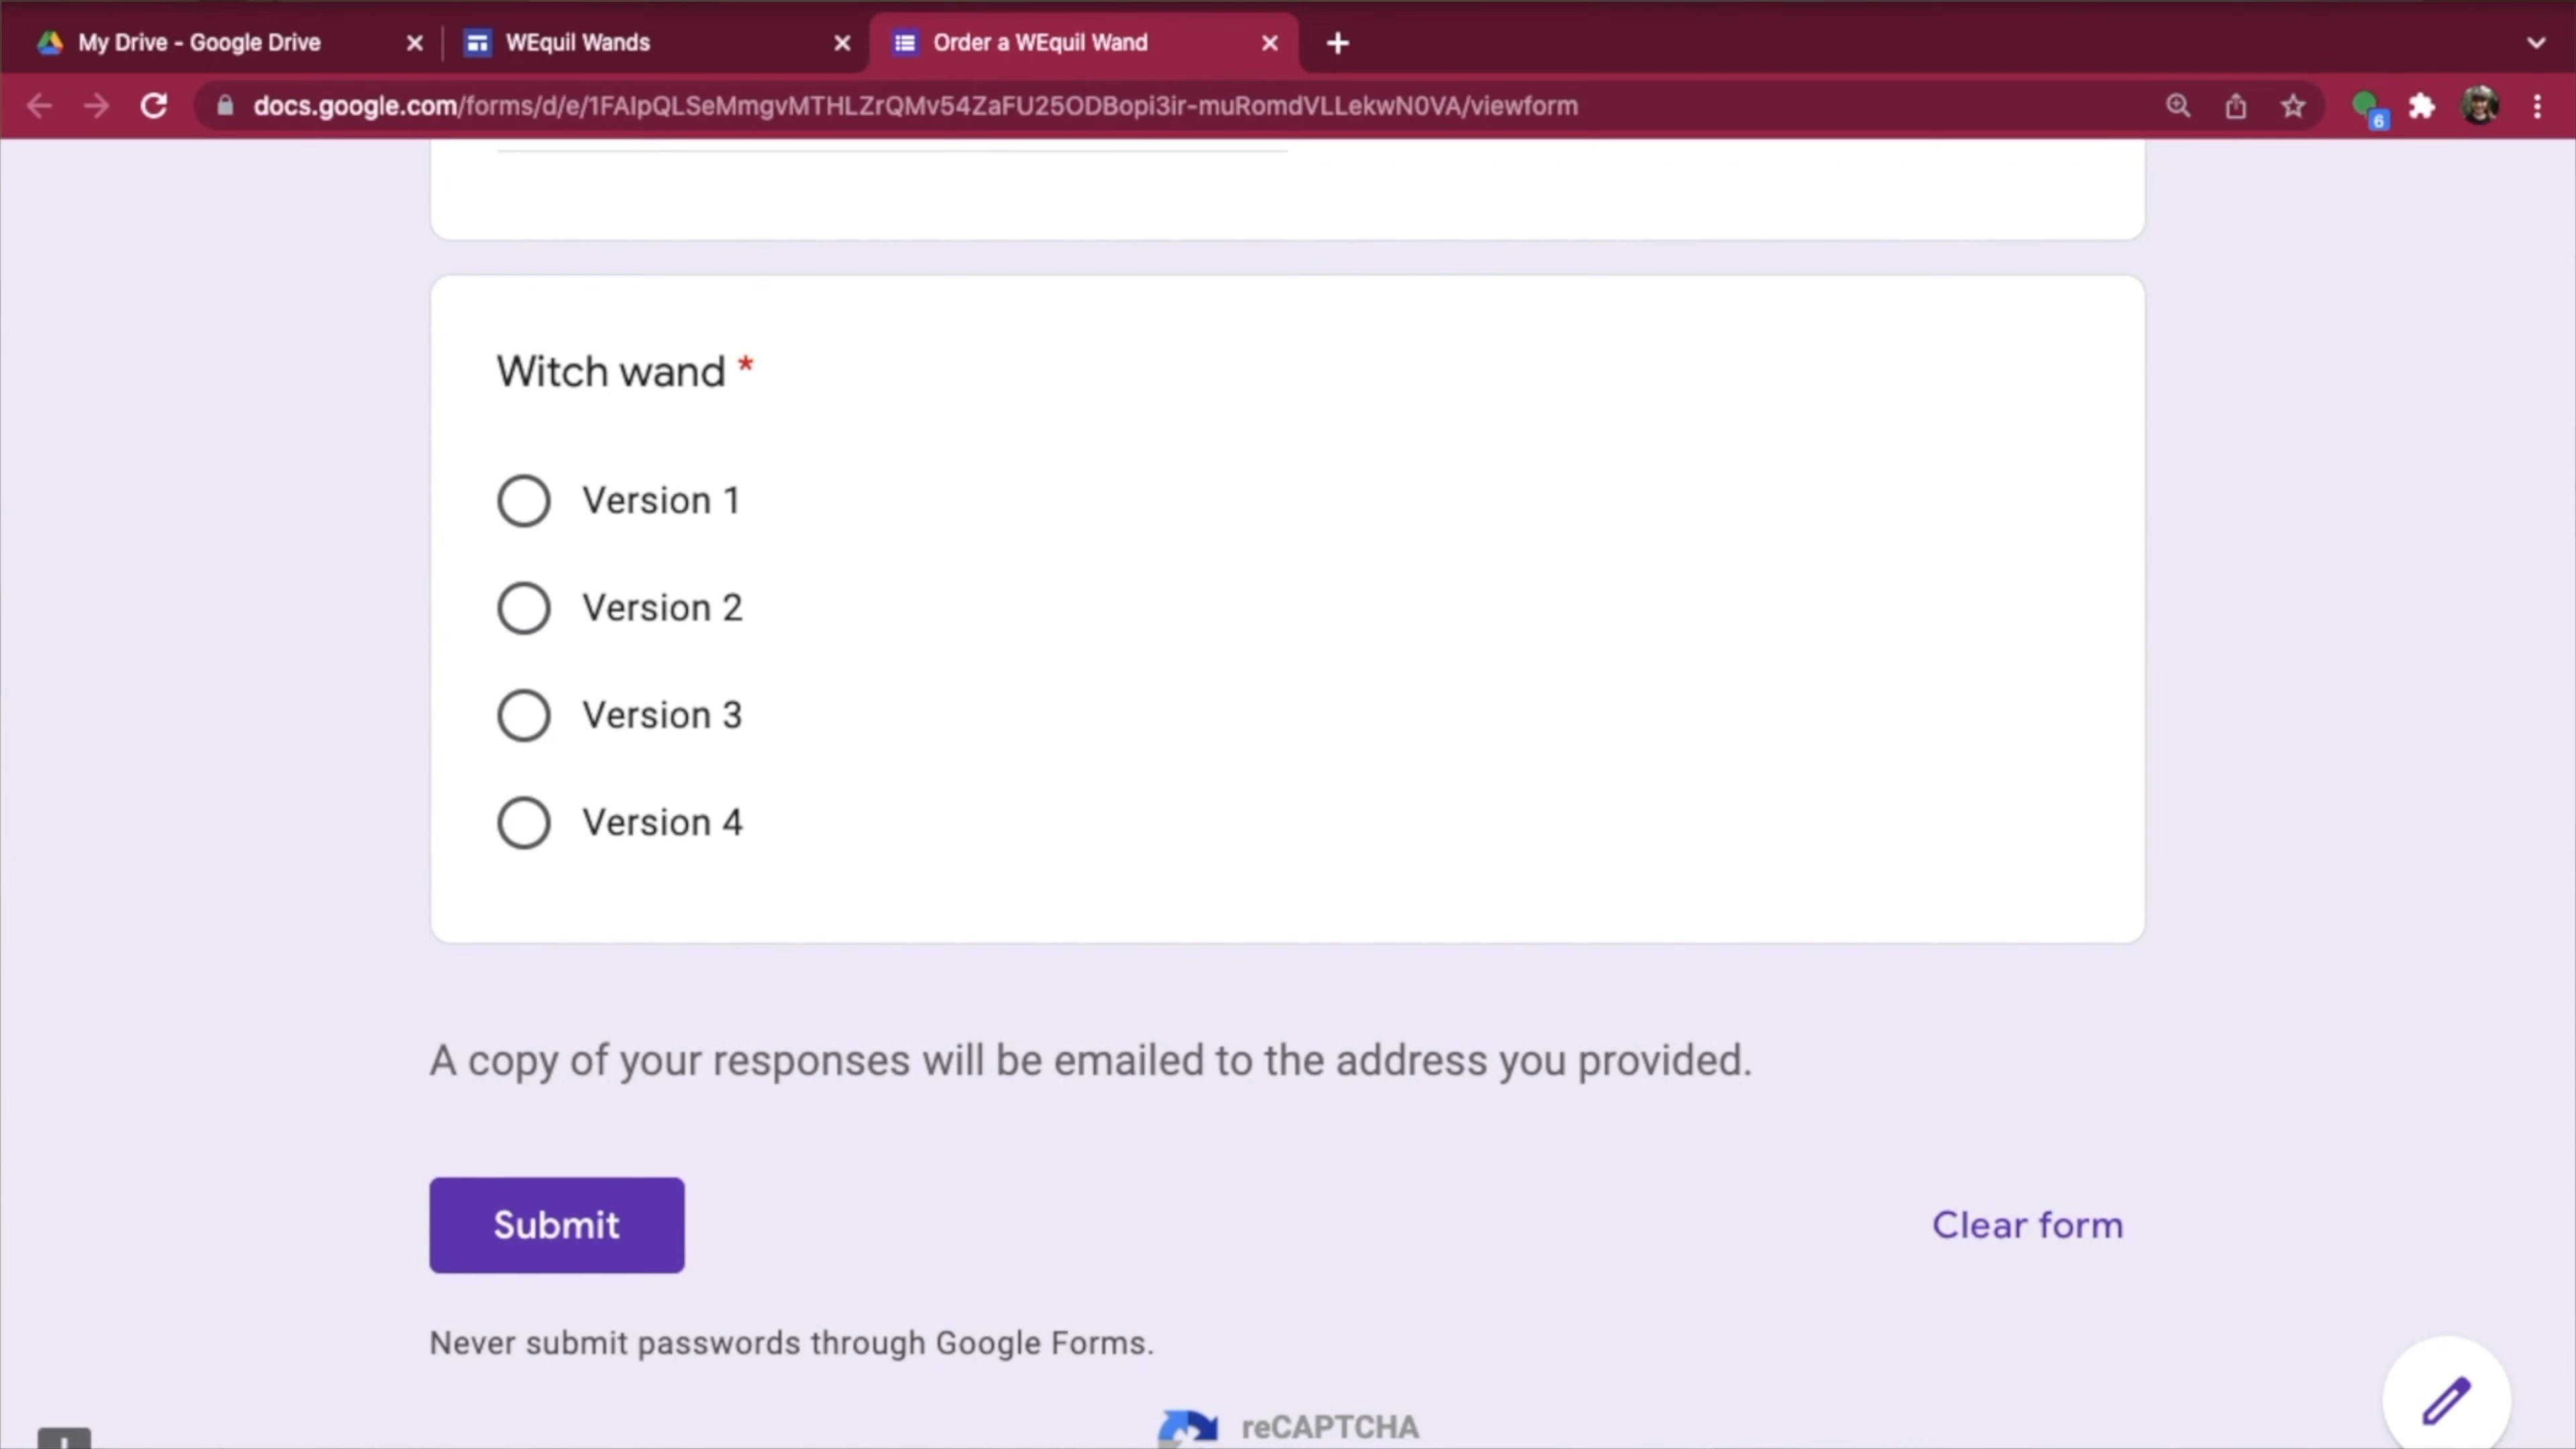 My Drive - Google Drive
WEquil Wands
Order a WEquil Wand
docs.google.com/forms/d/e/1FAIpQLSeMmgvMTHLZrQMv54ZaFU25ODBopi3ir-muRomdVLLekwN0VA/viewform
6
Witch wand *
Version 1
Version 2
Version 3
Version 4
A copy of your responses will be emailed to the address you provided.
Submit
Clear form
Never submit passwords through Google Forms.
reCAPTCHA